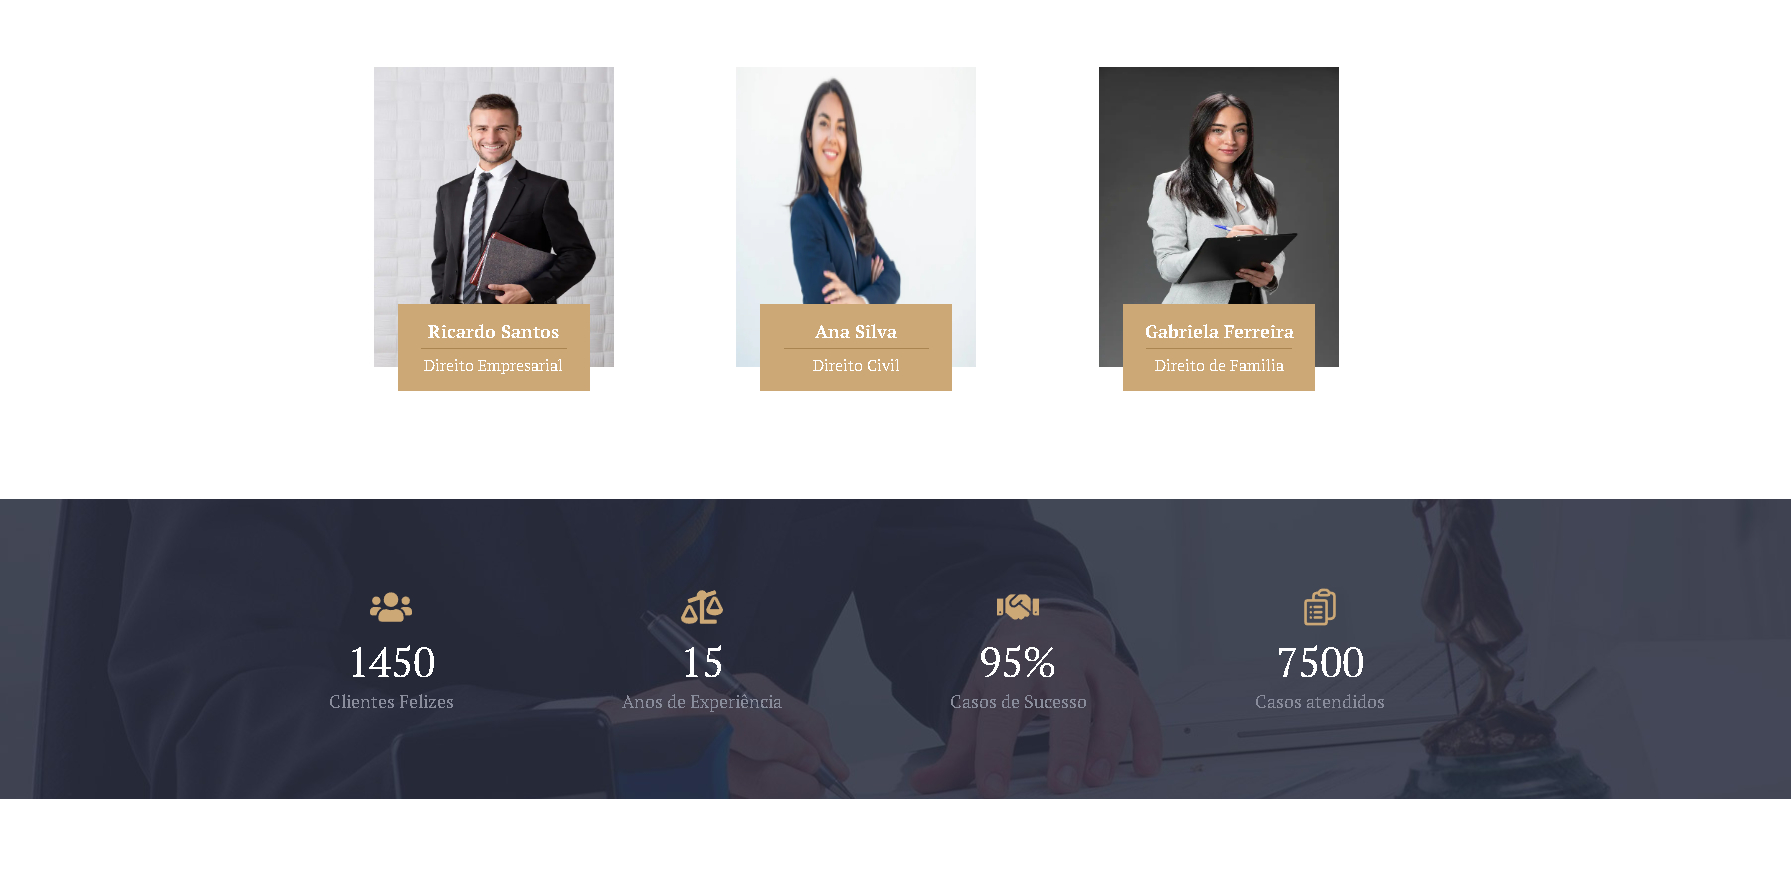 Ricardo Santos
Direito Empresarial
Ana Silva
Direito Civil
Gabriela Ferreira
Direito de Familia
1450
Clientes Felizes
15
Anos de Experiência
95%
Casos de Sucesso
7500
Casos atendidos